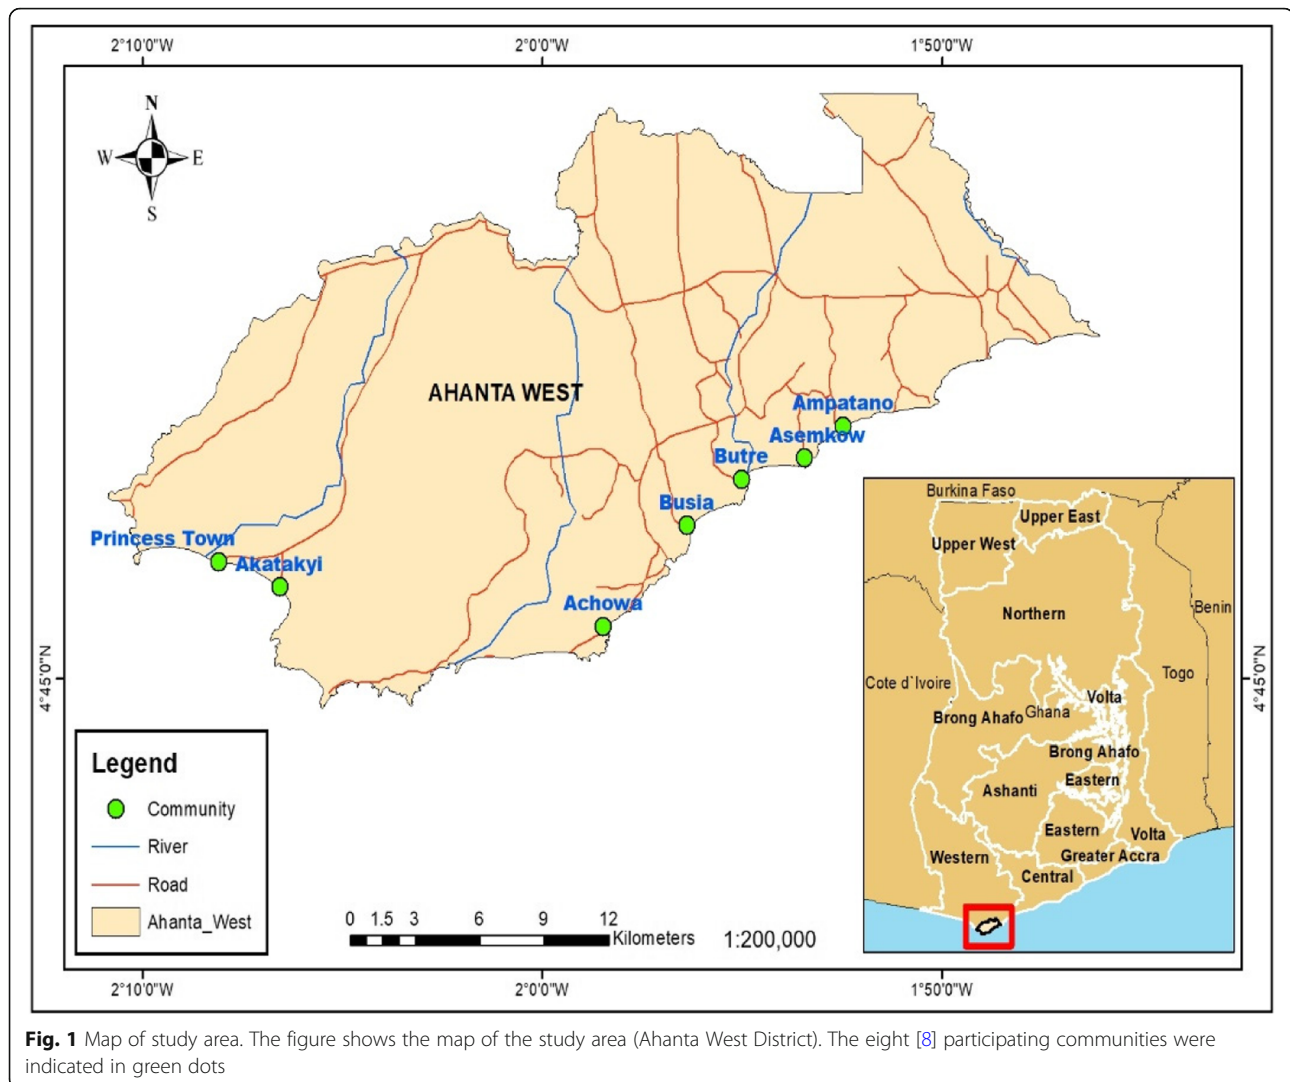 2°10'0"W 2°0'0"W 1°50'0"W
N
W E
S
AHANTA WEST
Ampatano
Asemkow
Butre
Busia
Princess Town
Akatakyi
Achowa
4°45'0"N
4°45'0"N
Burkina Faso
Upper East
Upper West
Benin
Northern
Togo
Cote d`Ivoire
Volta
Brong Ahafo
Ghana
Brong Ahafo
Eastern
Ashanti
Eastern
Volta
Western
Greater Accra
Central
Legend
Community
River
Road
Ahanta_West
0 1.5 3 6 9 12
Kilometers
1:200,000
2°10'0"W 2°0'0"W 1°50'0"W
Fig. 1 Map of study area. The figure shows the map of the study area (Ahanta West District). The eight [8] participating communities were
indicated in green dots